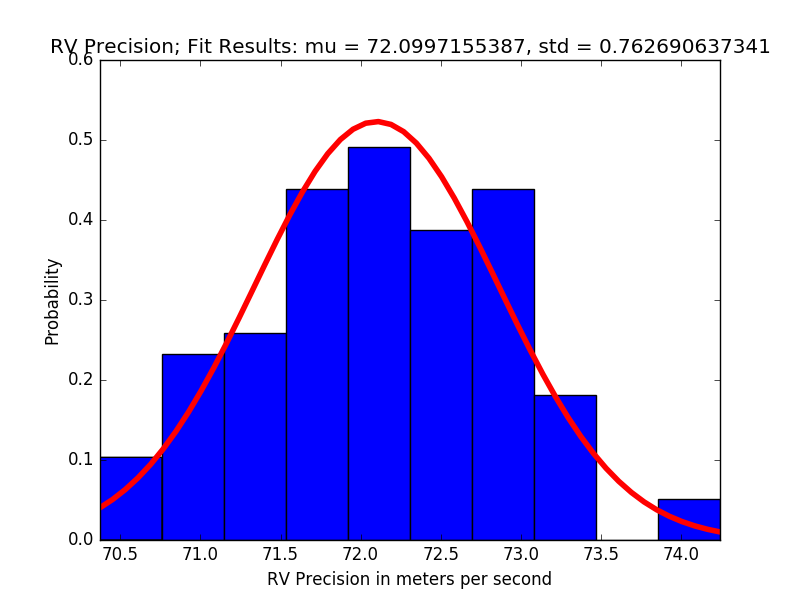 RV Precision; Fit Results: mu = 72.0997155387, std = 0.762690637341
0.6
0.5
0.4
0.3
0.2
0.1
0.0
Probability
70.5 71.0 71.5 72.0 72.5 73.0 73.5 74.0
RV Precision in meters per second